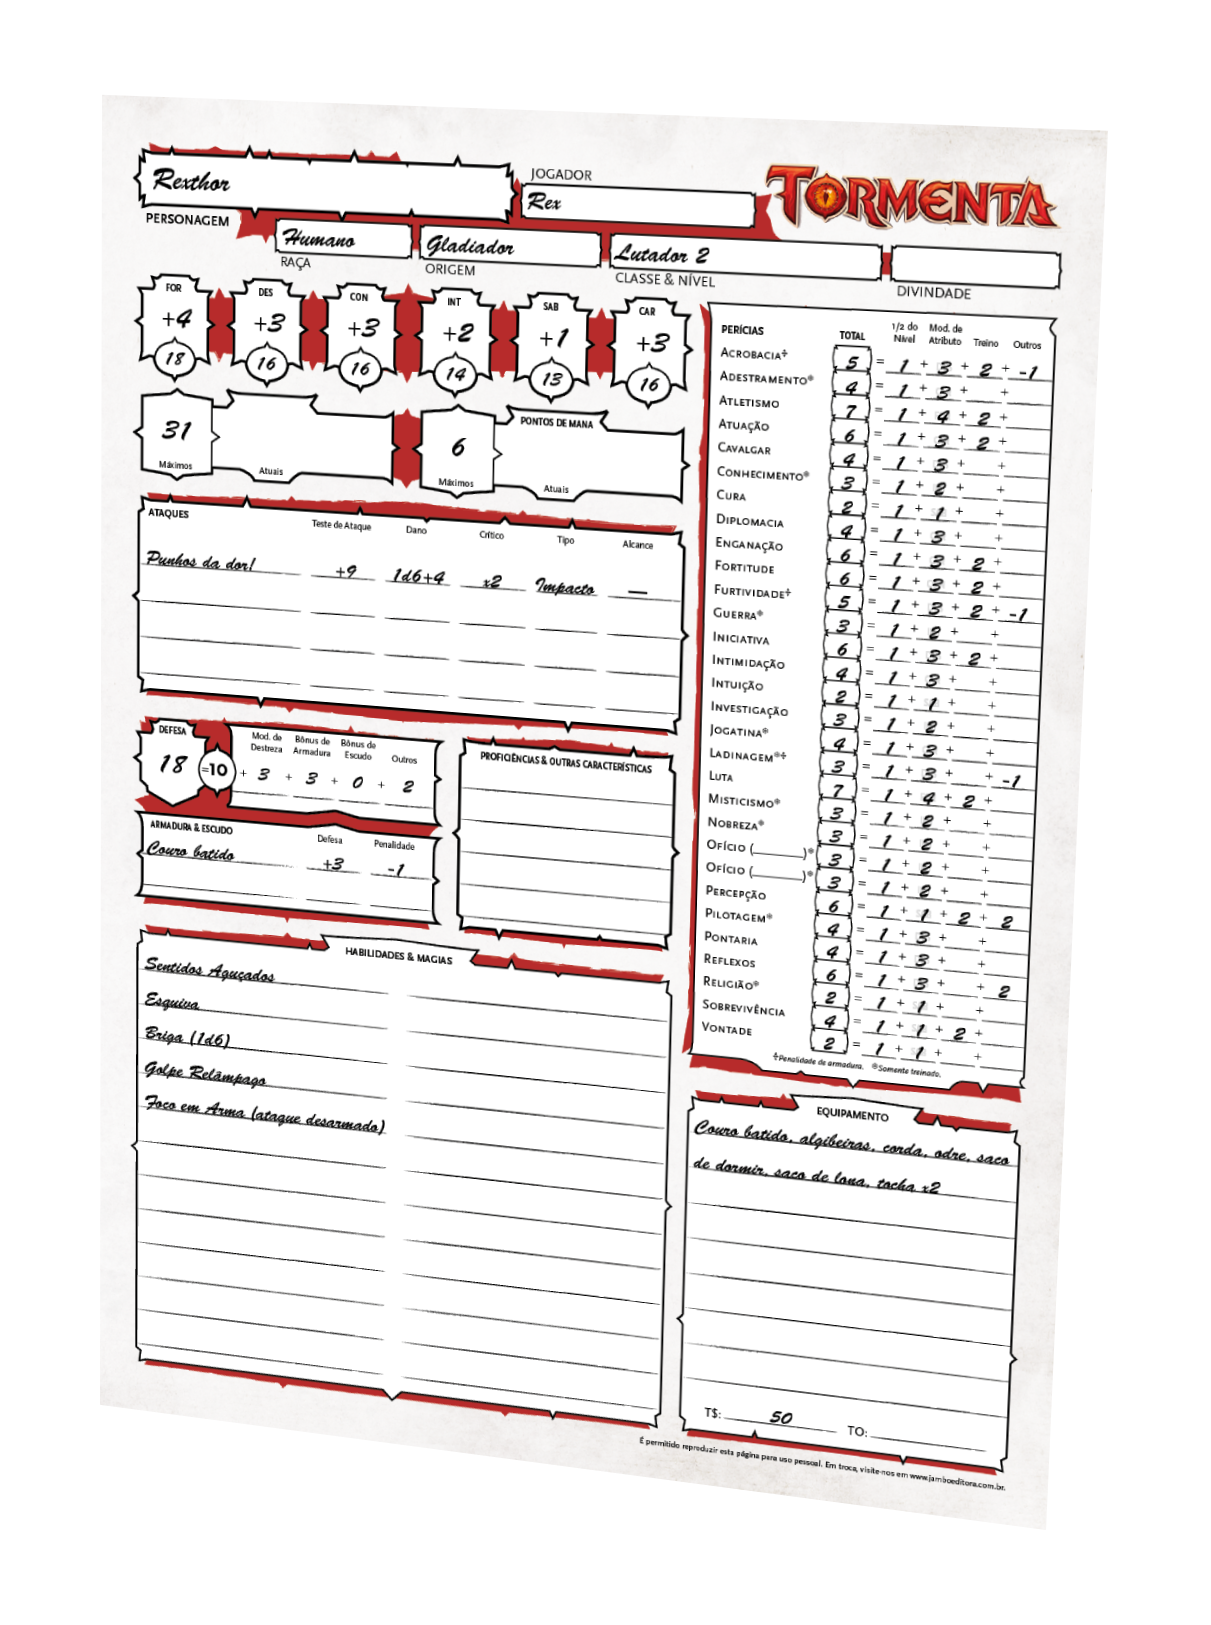 Rexthor
PERSONAGEM
JOGADOR
Rex
TORMENTA
Humano
RAÇA
Gladiador
ORIGEM
Lutador 2
CLASSE & NÍVEL
DIVINDADE
FOR
+4
18
DES
+3
16
CON
+3
16
INT
+2
14
SAB
+1
13
CAR
+3
16
31
Máximos
Atuais
6
Máximos
PONTOS DE MANA
Atuais
ATAQUES Teste de Ataque Dano Crítico Tipo Alcance
Punhos da dor! +9 1d6+4 x2 Impacto —
DEFESA
18 =10 + 3 + 3 + 0 + 2
Mod. de Destreza
Bônus de Armadura
Bônus de Escudo
Outros
ARMADURA & ESCUDO Defesa Penalidade
Couro batido +3 -1
PROFICIÊNCIAS & OUTRAS CARACTERÍSTICAS
HABILIDADES & MAGIAS
Sentidos Aguçados
Esquiva
Briga (1d6)
Golpe Relâmpago
Foco em Arma (ataque desarmado)
PERÍCIAS TOTAL 1/2 do Nível Mod. de Atributo Treino Outros
ACROBACIA✢ 5 = 1 + 3 + 2 + -1
ADESTRAMENTO* 4 = 1 + 3 + +
ATLETISMO 7 = 1 + 4 + 2 +
ATUAÇÃO 6 = 1 + 3 + 2 +
CAVALGAR 4 = 1 + 3 + +
CONHECIMENTO* 3 = 1 + 2 + +
CURA 2 = 1 + 1 + +
DIPLOMACIA 4 = 1 + 3 + +
ENGANAÇÃO 6 = 1 + 3 + 2 +
FORTITUDE 6 = 1 + 3 + 2 +
FURTIVIDADE✢ 5 = 1 + 3 + 2 + -1
GUERRA* 3 = 1 + 2 + +
INICIATIVA 6 = 1 + 3 + 2 +
INTIMIDAÇÃO 4 = 1 + 3 + +
INTUIÇÃO 2 = 1 + 1 + +
INVESTIGAÇÃO 3 = 1 + 2 + +
JOGATINA* 4 = 1 + 3 + +
LADINAGEM*✢ 3 = 1 + 3 + + -1
LUTA 7 = 1 + 4 + 2 +
MISTICISMO* 3 = 1 + 2 + +
NOBREZA* 3 = 1 + 2 + +
OFÍCIO (______)* 3 = 1 + 2 + +
OFÍCIO (______)* 3 = 1 + 2 + +
PERCEPÇÃO 6 = 1 + 1 + 2 + 2
PILOTAGEM* 4 = 1 + 3 + +
PONTARIA 4 = 1 + 3 + +
REFLEXOS 6 = 1 + 3 + + 2
RELIGIÃO* 2 = 1 + 1 + +
SOBREVIVÊNCIA 4 = 1 + 1 + 2 +
VONTADE 2 = 1 + 1 + +
✢Penalidade de armadura. *Somente treinado.
EQUIPAMENTO
Couro batido, algibeiras, corda, odre, saco
de dormir, saco de lona, tocha x2
T$: 50 TO:
É permitido reproduzir esta página para uso pessoal. Em troca, visite-nos em www.jamboeditora.com.br.